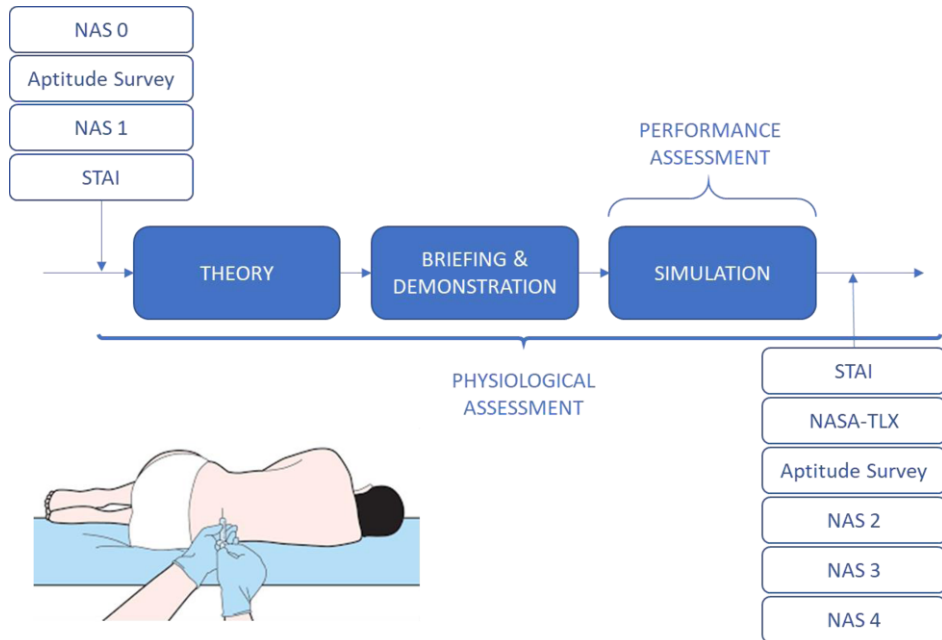 NAS 0
Aptitude Survey
NAS 1
STAI
PERFORMANCE
ASSESSMENT
THEORY
BRIEFING &
DEMONSTRATION
SIMULATION
PHYSIOLOGICAL
ASSESSMENT
STAI
NASA-TLX
Aptitude Survey
NAS 2
NAS 3
NAS 4